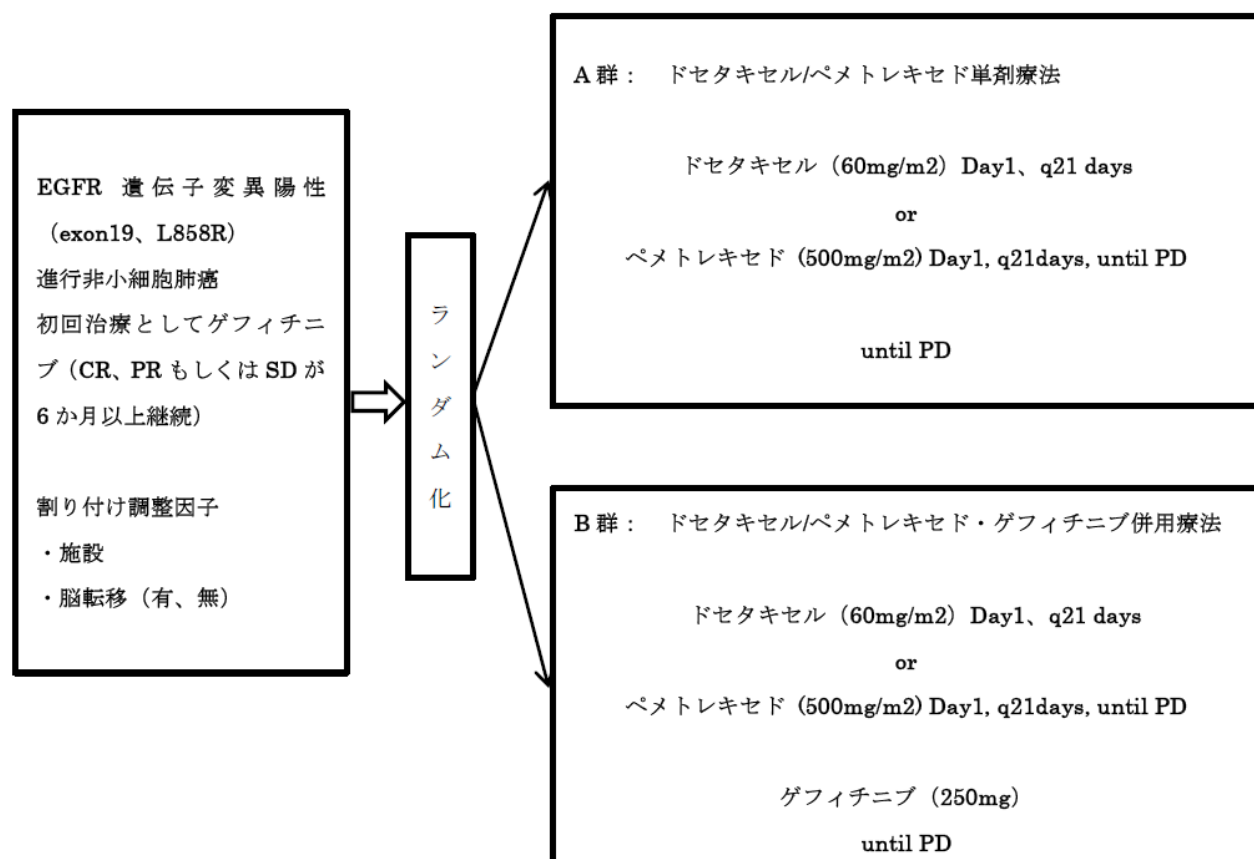 EGFR 遺伝子変異陽性
（exon19、L858R）
進行非小細胞肺癌
初回治療としてゲフィチニ
ブ（CR、PR もしくは SD が
6 か月以上継続）
割り付け調整因子
・施設
・脳転移（有、無）
ランダム化
A 群： ドセタキセル/ペメトレキセド単剤療法
ドセタキセル（60mg/m2）Day1、q21 days
or
ペメトレキセド (500mg/m2) Day1, q21days, until PD
until PD
B 群： ドセタキセル/ペメトレキセド・ゲフィチニブ併用療法
ドセタキセル（60mg/m2）Day1、q21 days
or
ペメトレキセド (500mg/m2) Day1, q21days, until PD
ゲフィチニブ（250mg）
until PD